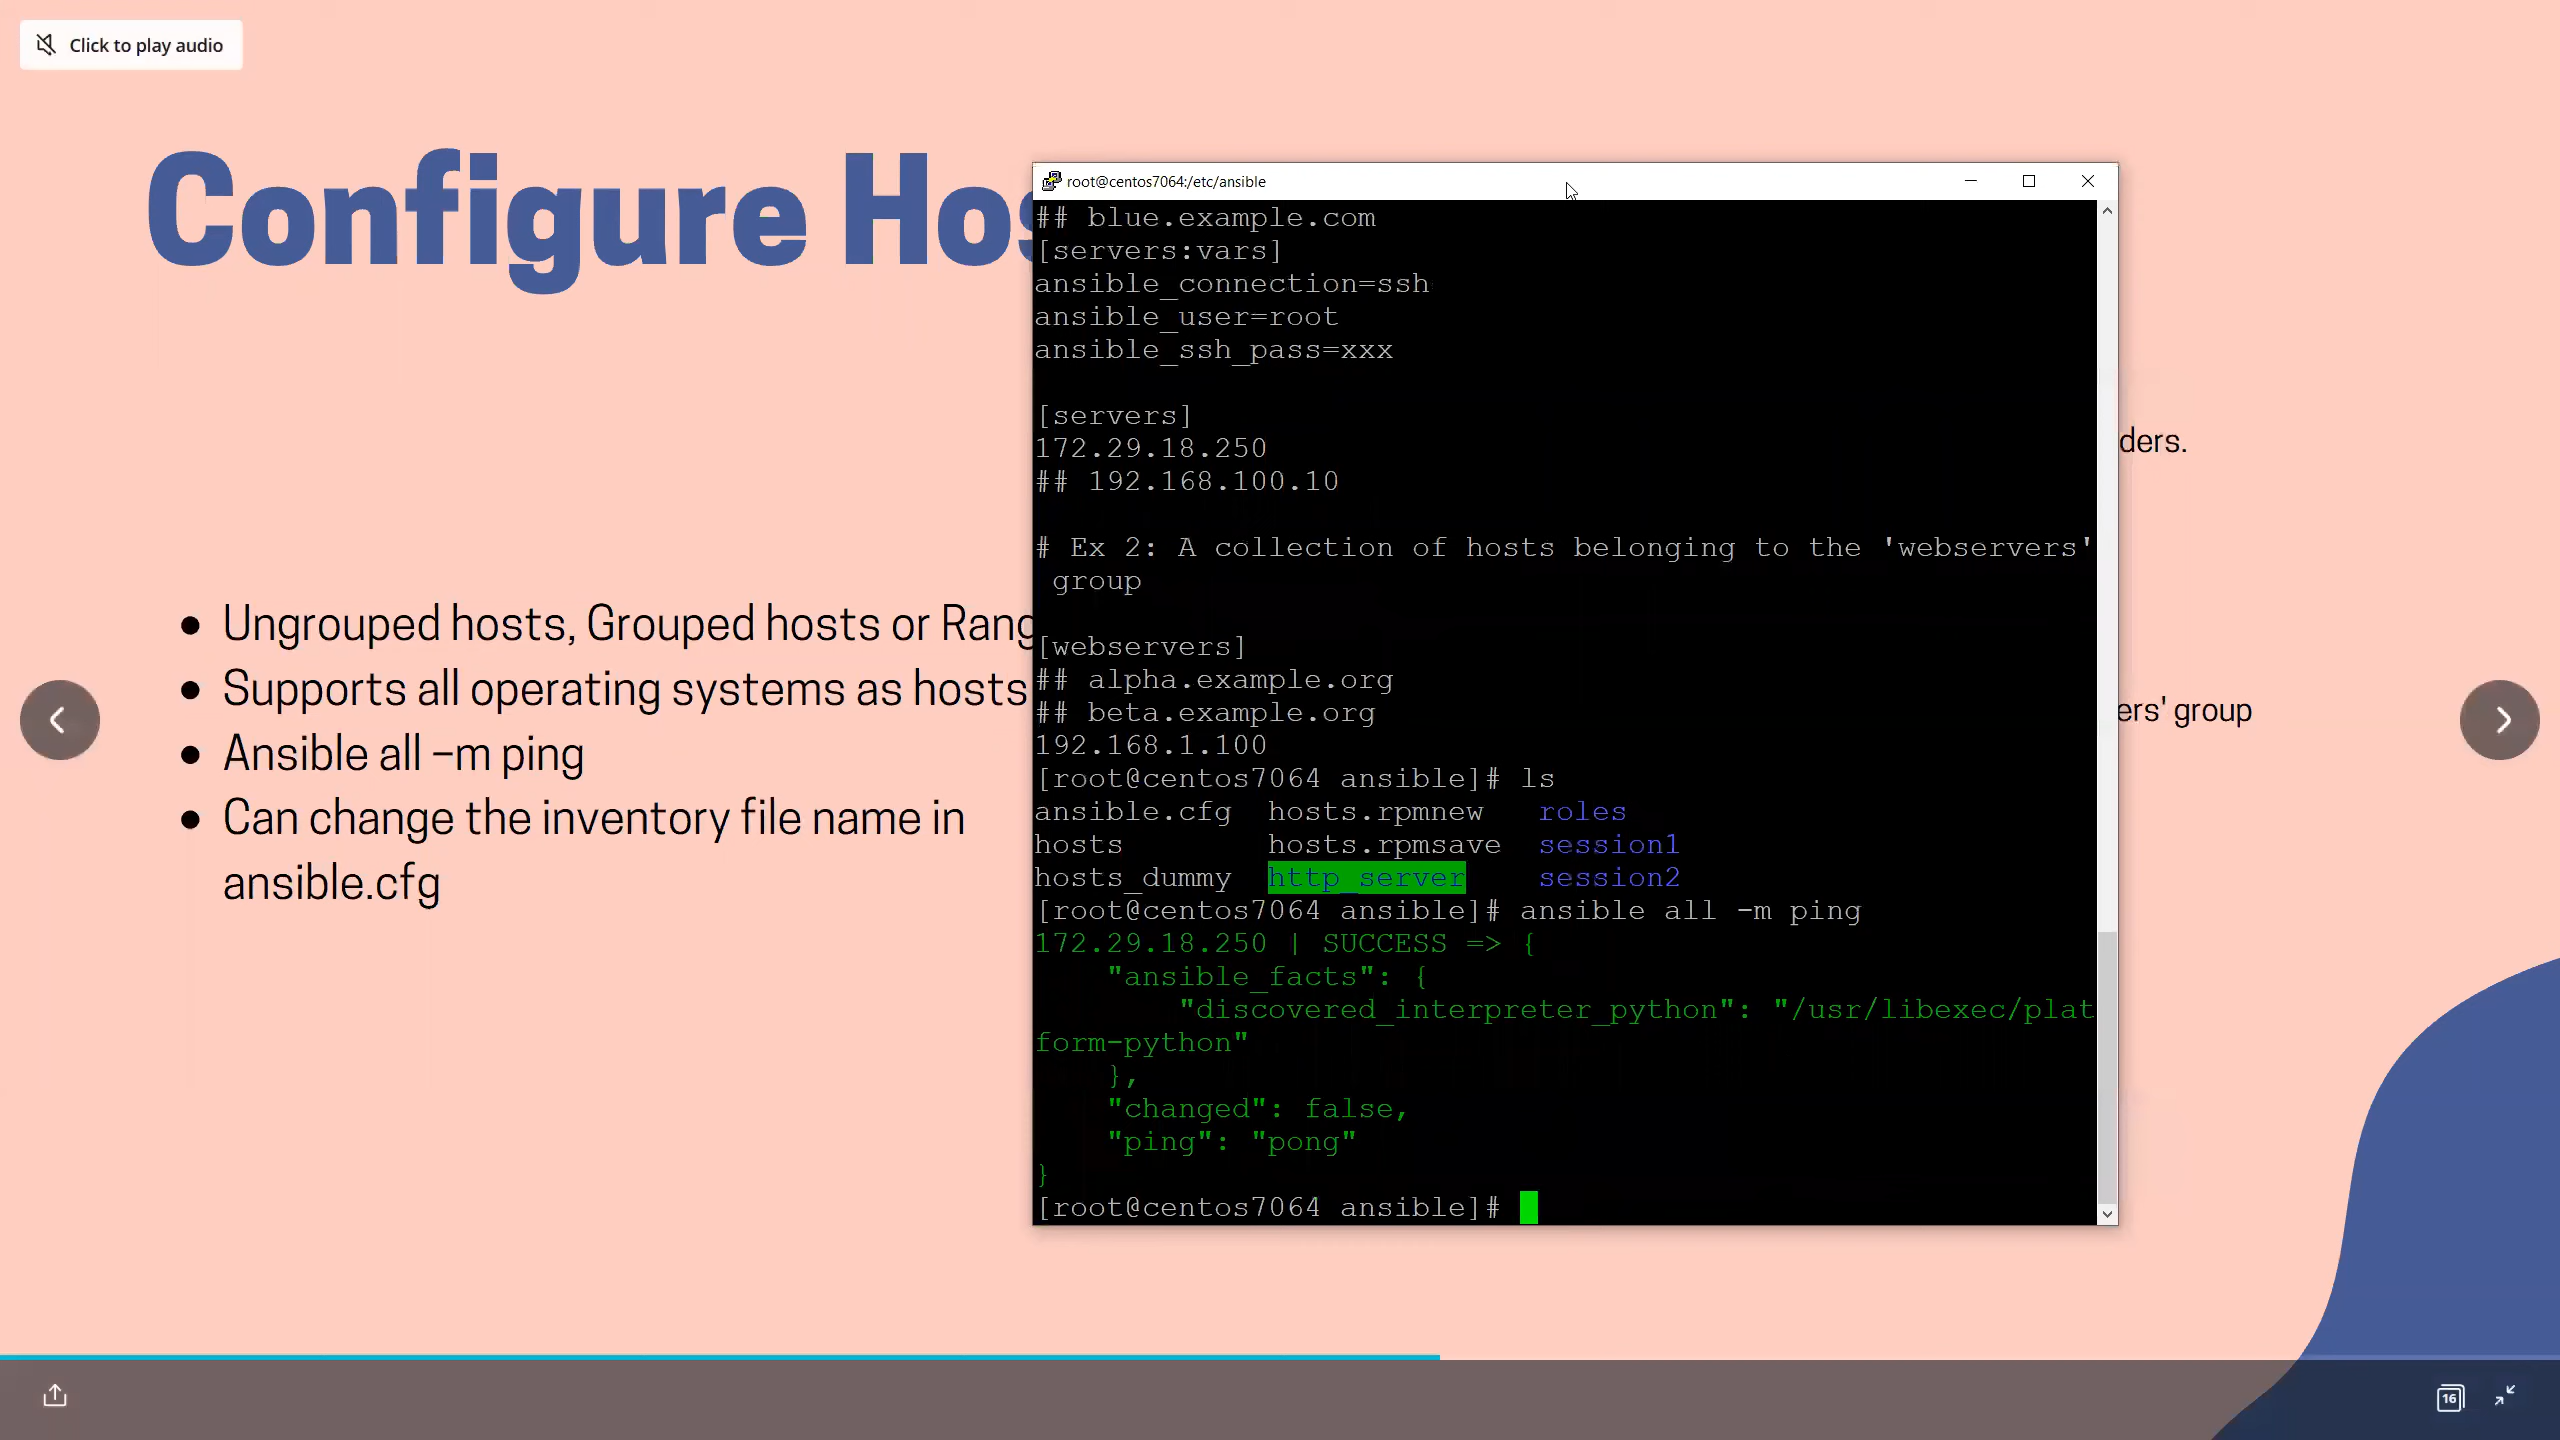 Click to play audio
Configure Hos
Ungrouped hosts, Grouped hosts or Rang
Supports all operating systems as hosts
Ansible all –m ping
Can change the inventory file name in
ansible.cfg
root@centos7064:/etc/ansible
## blue.example.com
[servers:vars]
ansible_connection=ssh
ansible_user=root
ansible_ssh_pass=xxx
[servers]
172.29.18.250
## 192.168.100.10
# Ex 2: A collection of hosts belonging to the 'webservers'
group
[webservers]
## alpha.example.org
## beta.example.org
192.168.1.100
[root@centos7064 ansible]# ls
ansible.cfg hosts.rpmnew roles
hosts hosts.rpmsave session1
hosts_dummy http_server session2
[root@centos7064 ansible]# ansible all -m ping
172.29.18.250 | SUCCESS => {
"ansible_facts": {
"discovered_interpreter_python": "/usr/libexec/plat
form-python"
},
"changed": false,
"ping": "pong"
}
[root@centos7064 ansible]#
ders.
ers' group
16